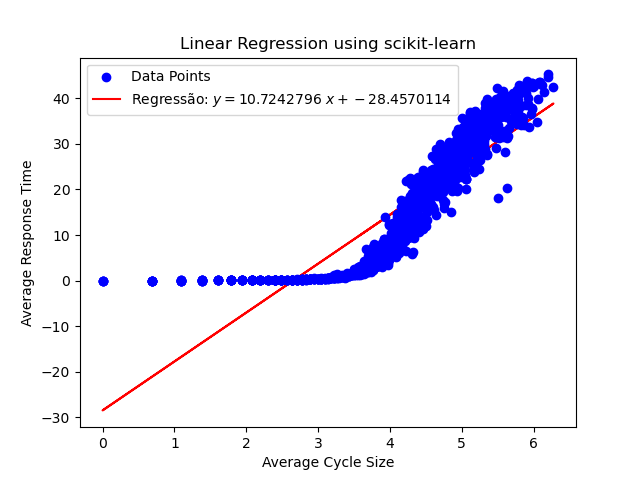 Linear Regression using scikit-learn
Data Points
Regressão: y = 10.7242796 x + −28.4570114
Average Response Time
40
30
20
10
0
−10
−20
−30
0 1 2 3 4 5 6
Average Cycle Size